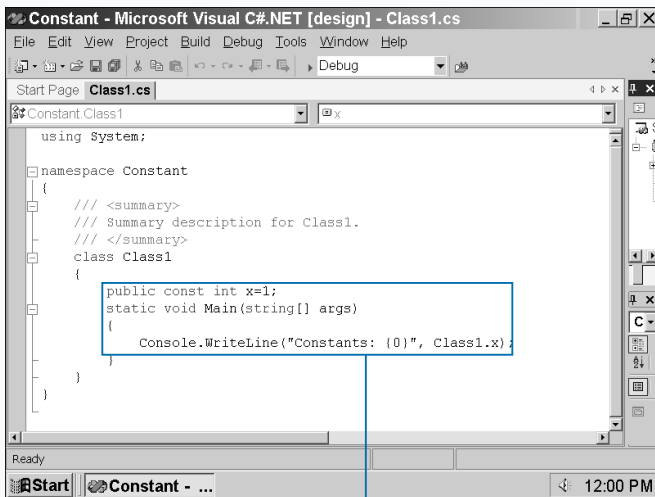 Constant - Microsoft Visual C#.NET [design] - Class1.cs
File Edit View Project Build Debug Tools Window Help
Debug
Start Page Class1.cs
Constant.Class1 x
using System;
namespace Constant
{
/// <summary>
/// Summary description for Class1.
/// </summary>
class Class1
{
public const int x=1;
static void Main(string[] args)
{
Console.WriteLine("Constants: {0}", Class1.x);
}
}
}
Ready
Start Constant - ... 12:00 PM